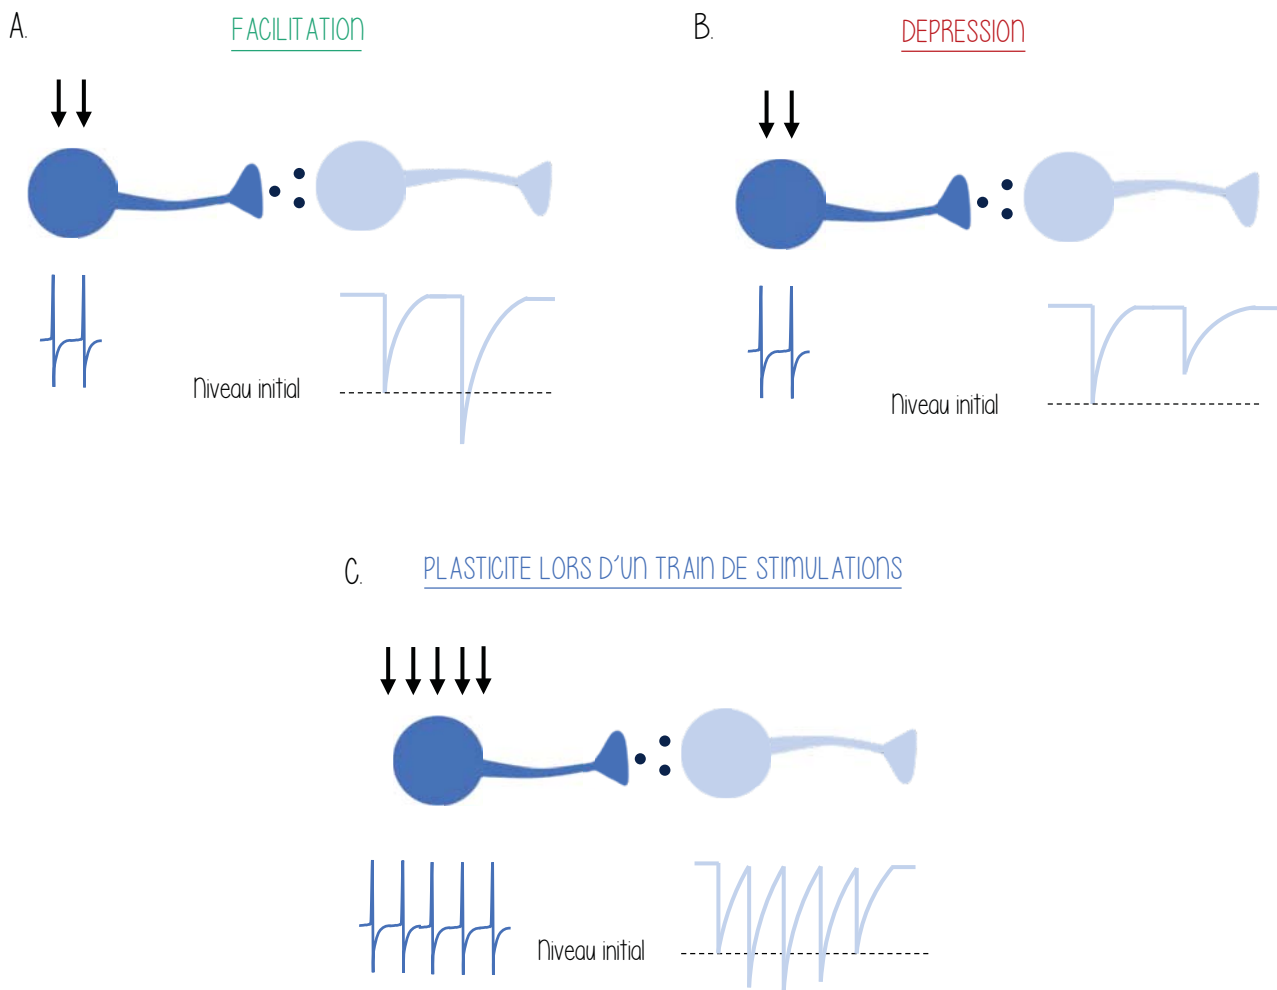 A.
FACILITATION
B.
DEPRESSION
Niveau initial
Niveau initial
C.
PLASTICITE LORS D'UN TRAIN DE STIMULATIONS
Niveau initial